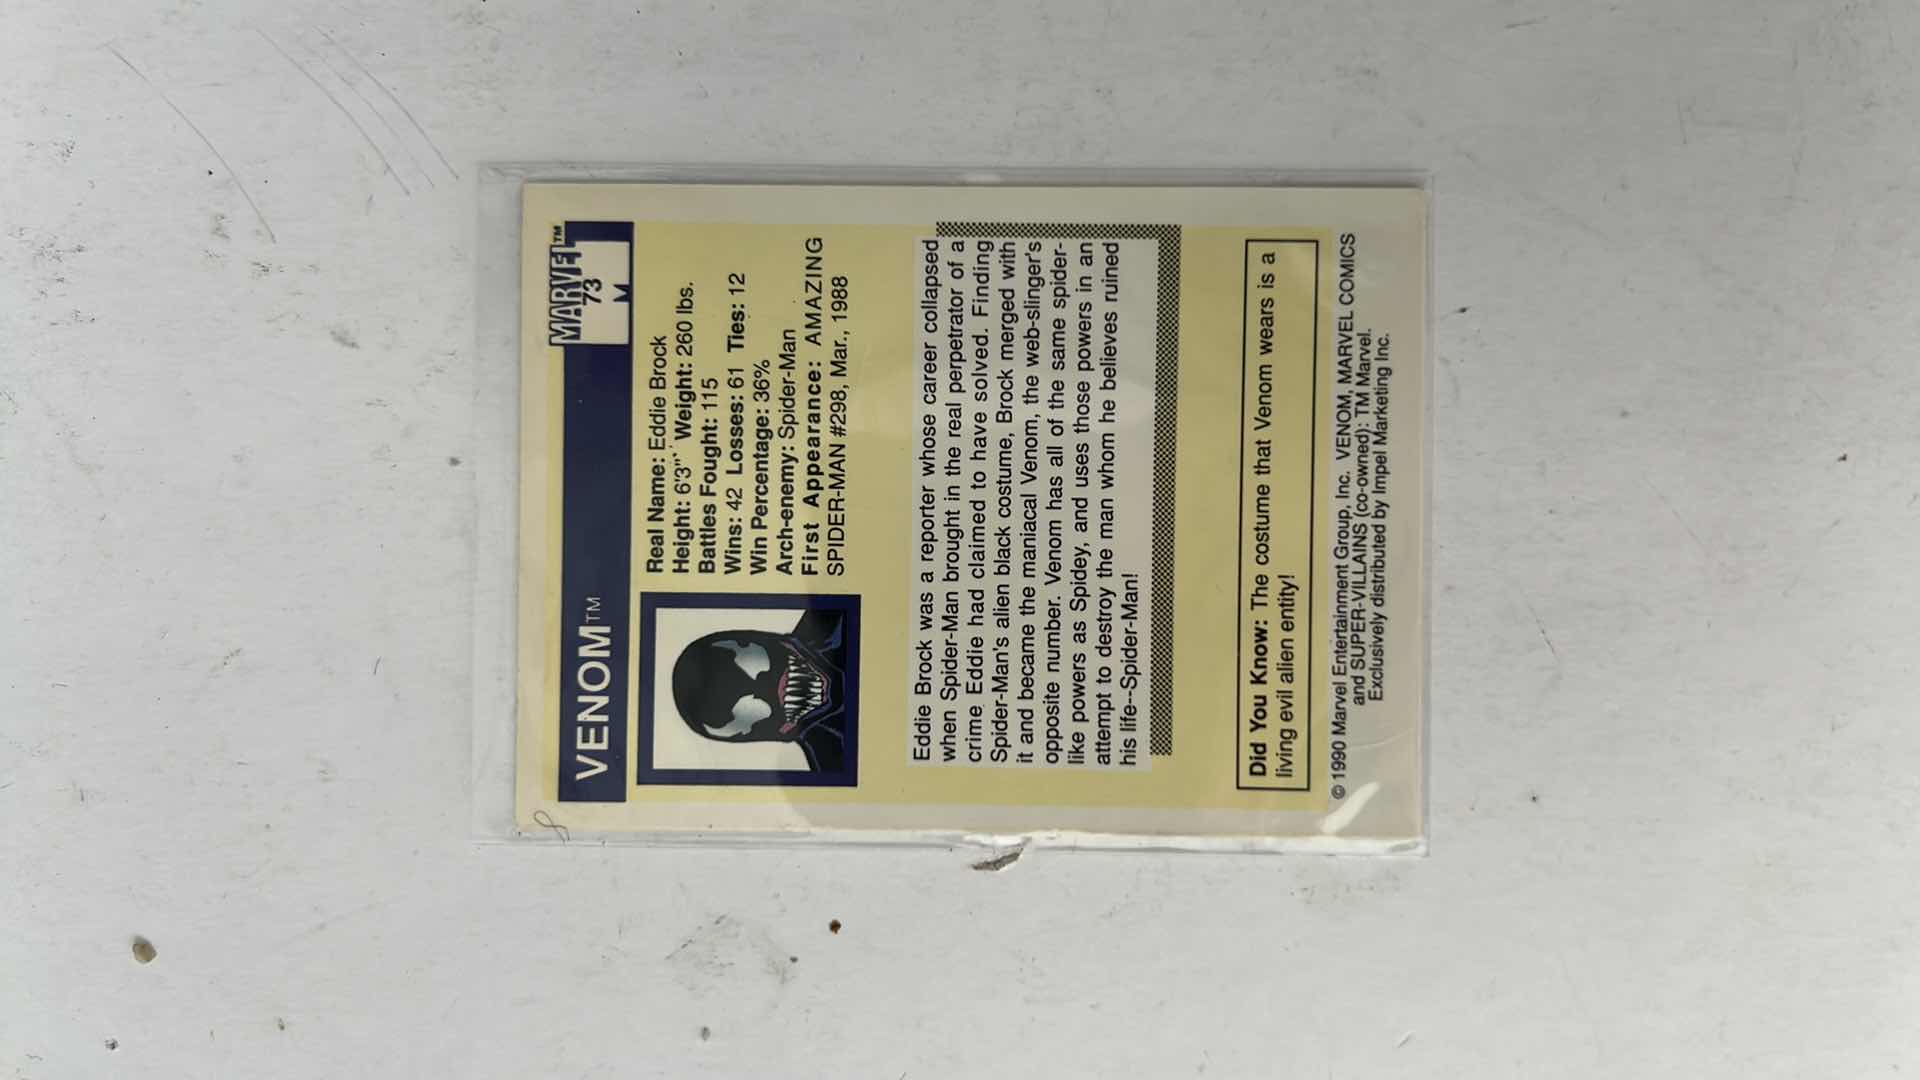 VENOM™
MARVEL™
73
M
Real Name: Eddie Brock
Height: 6'3" Weight: 260 lbs.
Battles Fought: 115
Wins: 42 Losses: 61 Ties: 12
Win Percentage: 36%
Arch-enemy: Spider-Man
First Appearance: AMAZING
SPIDER-MAN #298, Mar., 1988
Eddie Brock was a reporter whose career collapsed
when Spider-Man brought in the real perpetrator of a
crime Eddie had claimed to have solved. Finding
Spider-Man's alien black costume, Brock merged with
it and became the maniacal Venom, the web-slinger's
opposite number. Venom has all of the same spider-
like powers as Spidey, and uses those powers in an
attempt to destroy the man whom he believes ruined
his life--Spider-Man!
Did You Know: The costume that Venom wears is a
living evil alien entity!
© 1990 Marvel Entertainment Group, Inc. VENOM, MARVEL COMICS
and SUPER-VILLAINS (co-owned): TM Marvel.
Exclusively distributed by Impel Marketing Inc.